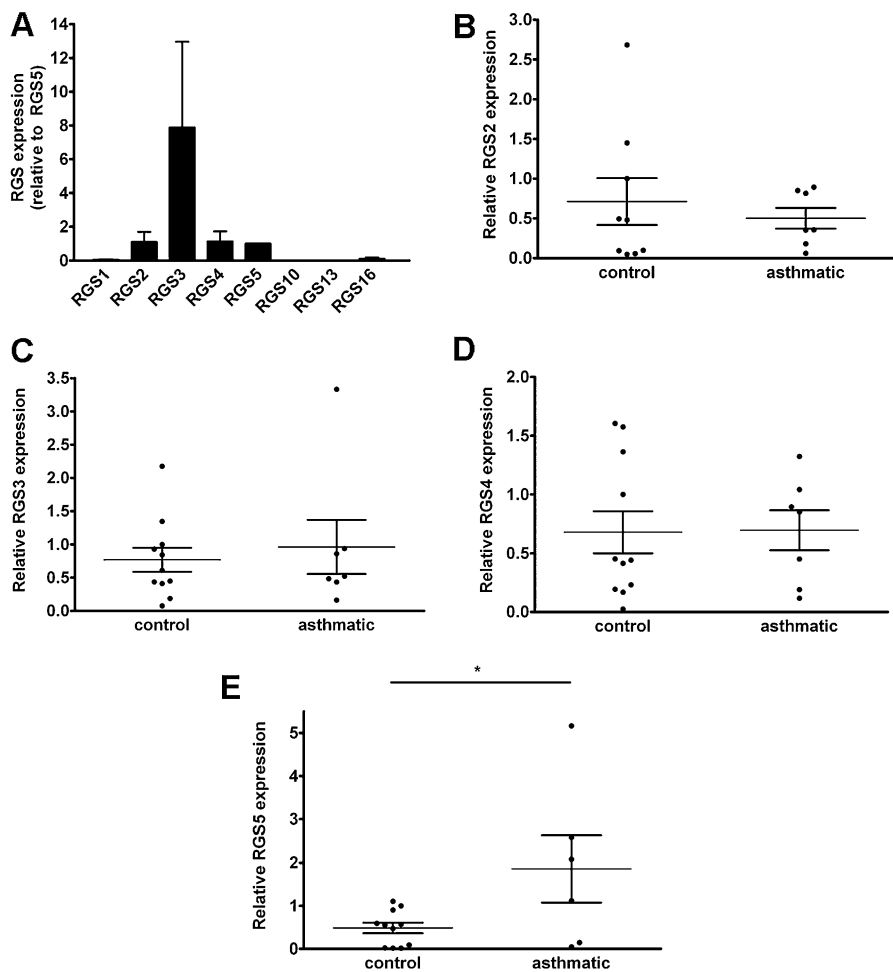 A
RGS expression
(relative to RGS5)
14
12
10
8
6
4
2
0
RGS1
RGS2
RGS3
RGS4
RGS5
RGS10
RGS13
RGS16
B
Relative RGS2 expression
3.0
2.5
2.0
1.5
1.0
0.5
0.0
control
asthmatic
C
Relative RGS3 expression
3.5
3.0
2.5
2.0
1.5
1.0
0.5
0.0
control
asthmatic
D
Relative RGS4 expression
2.0
1.5
1.0
0.5
0.0
control
asthmatic
E
*
Relative RGS5 expression
5
4
3
2
1
0
control
asthmatic